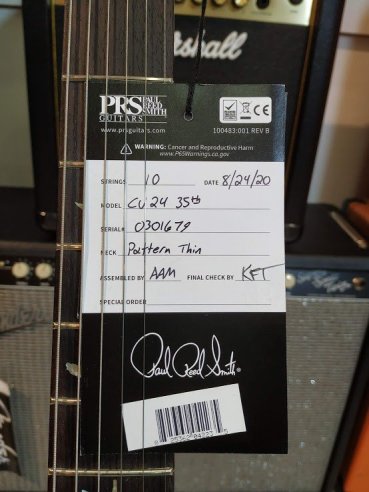 Marshall
PRS PAUL REED SMITH
GUITARS
www.prsguitars.com
100483:001 REV B
WARNING: Cancer and Reproductive Harm
www.P65Warnings.ca.gov
STRINGS 10 DATE 8/24/20
MODEL CU24 35th
SERIAL# 0301679
NECK Pattern Thin
ASSEMBLED BY AAM FINAL CHECK BY KFT
SPECIAL ORDER
Paul Reed Smith